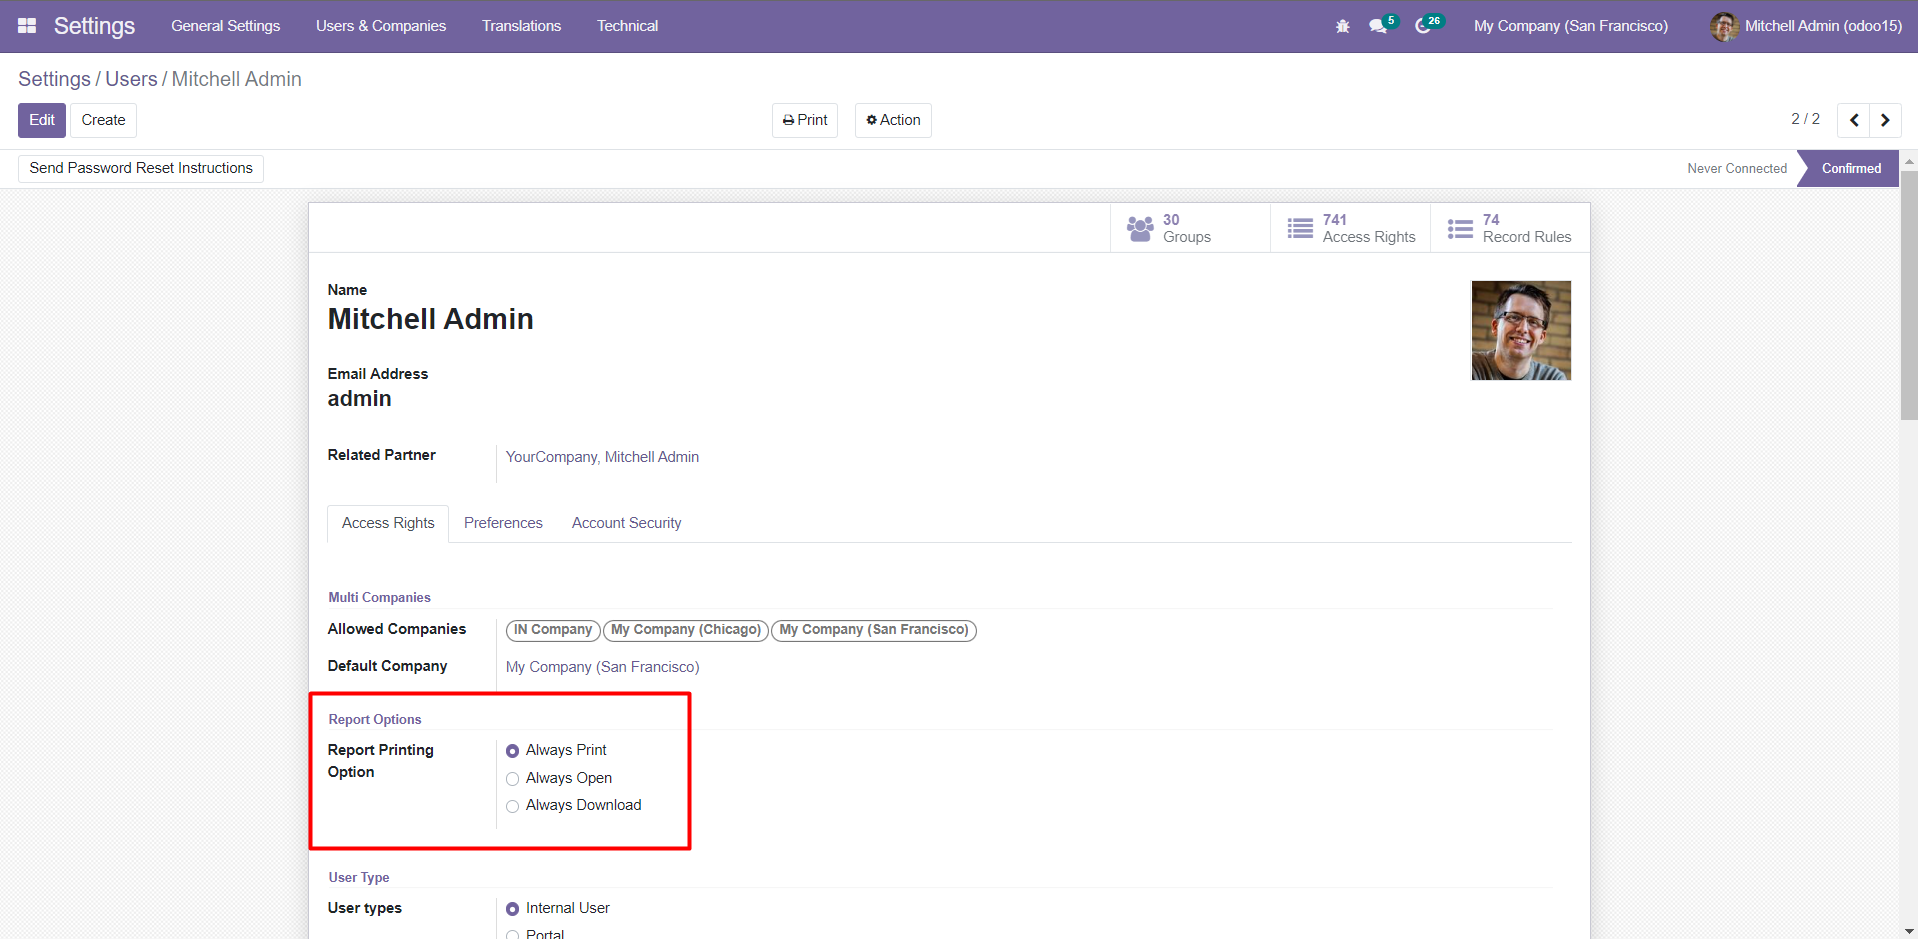 Settings General Settings Users & Companies Translations Technical 5 26 My Company (San Francisco) Mitchell Admin (odoo15)
Settings / Users / Mitchell Admin
Edit Create Print Action 2 / 2
Send Password Reset Instructions Never Connected Confirmed
30 Groups 741 Access Rights 74 Record Rules
Name
Mitchell Admin
Email Address
admin
Related Partner YourCompany, Mitchell Admin
Access Rights Preferences Account Security
Multi Companies
Allowed Companies IN Company My Company (Chicago) My Company (San Francisco)
Default Company My Company (San Francisco)
Report Options
Report Printing Option Always Print
Always Open
Always Download
User Type
User types Internal User
Portal